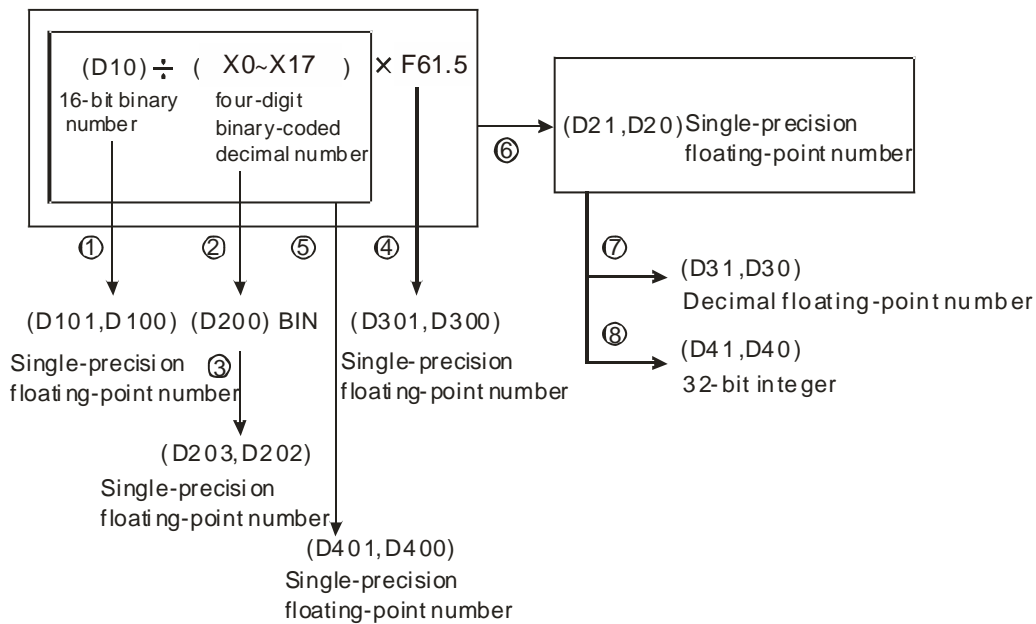 (D10) ÷ ( X0~X17 ) × F61.5
16-bit binary number
four-digit binary-coded decimal number
⑥
(D21,D20) Single-precision floating-point number
①
②
⑤
④
⑦
(D31,D30)
Decimal floating-point number
⑧
(D41,D40)
32-bit integer
(D101,D100)
Single-precision
floating-point number
(D200) BIN
③
(D301,D300)
Single-precision
floating-point number
(D203,D202)
Single-precision
floating-point number
(D401,D400)
Single-precision
floating-point number